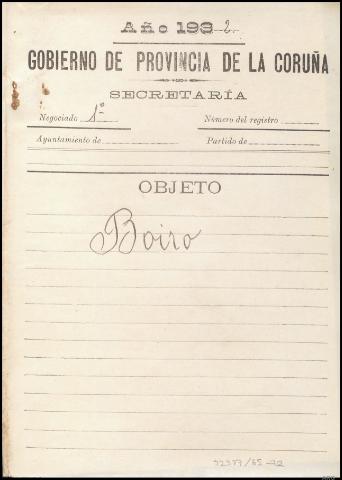 Año 193 2
GOBIERNO DE PROVINCIA DE LA CORUÑA
SECRETARÍA
Negociado 1º Número del registro
Ayuntamiento de Partido de
OBJETO
Boiro